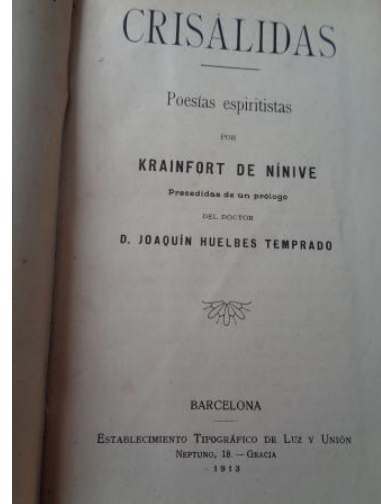 CRISÁLIDAS
Poesías espiritistas
POR
KRAINFORT DE NÍNIVE
Precedidas de un prólogo
DEL DOCTOR
D. JOAQUÍN HUELBES TEMPRADO
BARCELONA
ESTABLECIMIENTO TIPOGRÁFICO DE LUZ Y UNIÓN
NEPTUNO, 18. — GRACIA
1913